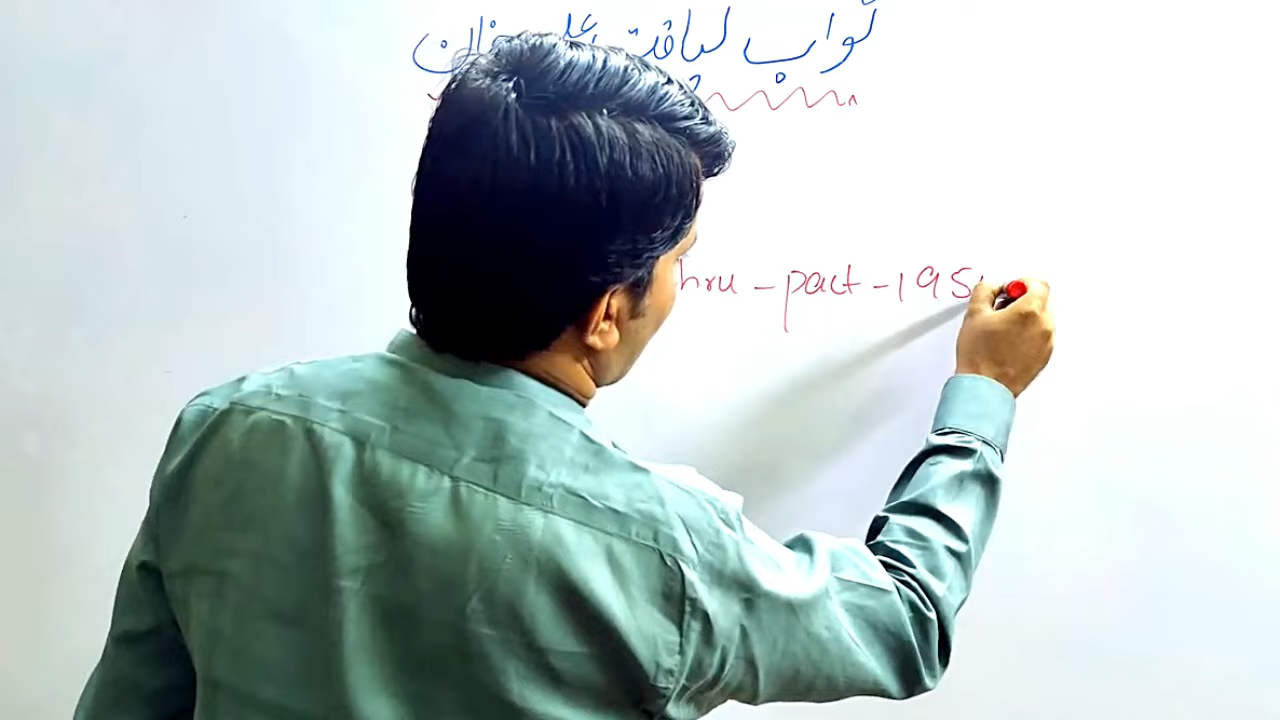 نواب لیاقت علی خان
hru - pact - 195